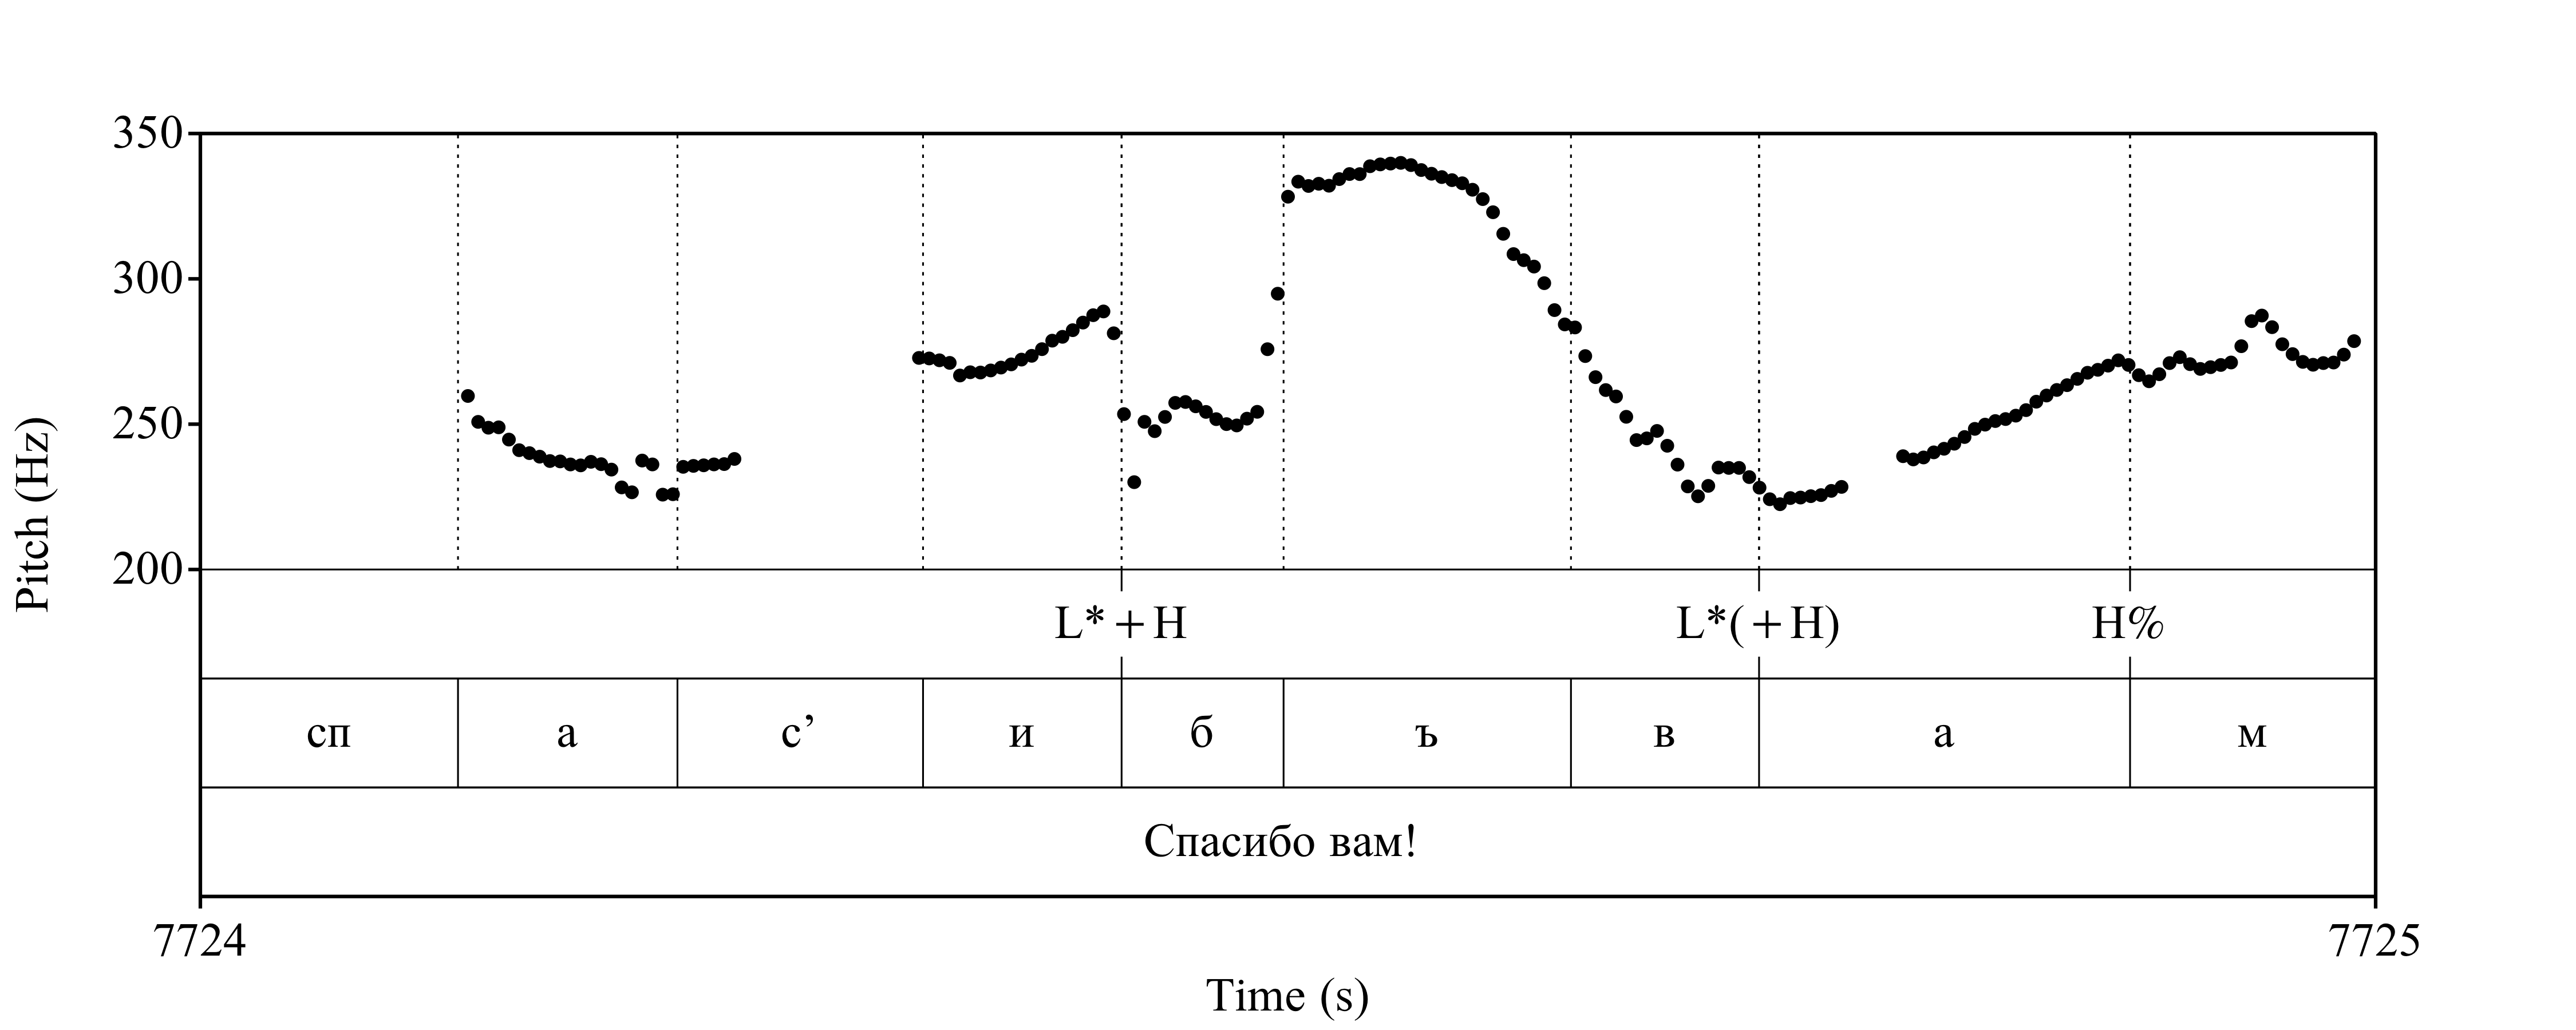 350
300
250
200
Pitch (Hz)
L*+H L*(+H) H%
сп а с’ и б ъ в а м
Спасибо вам!
7724 7725
Time (s)